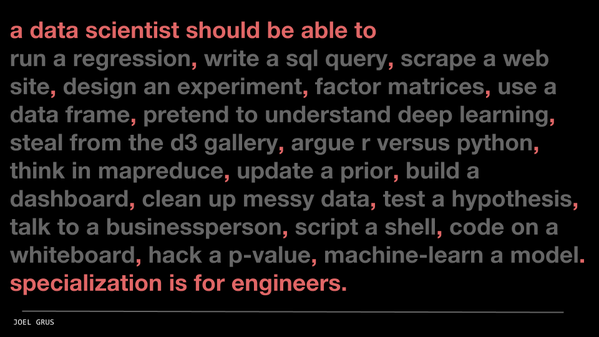 a data scientist should be able to
run a regression, write a sql query, scrape a web
site, design an experiment, factor matrices, use a
data frame, pretend to understand deep learning,
steal from the d3 gallery, argue r versus python,
think in mapreduce, update a prior, build a
dashboard, clean up messy data, test a hypothesis,
talk to a businessperson, script a shell, code on a
whiteboard, hack a p-value, machine-learn a model.
specialization is for engineers.
JOEL GRUS